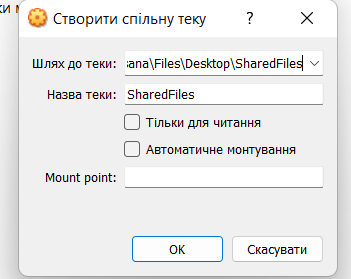 ки м
Створити спільну теку
Шлях до теки: :ana\Files\Desktop\SharedFiles
Назва теки: SharedFiles
Тільки для читання
Автоматичне монтування
Mount point:
OK Скасувати